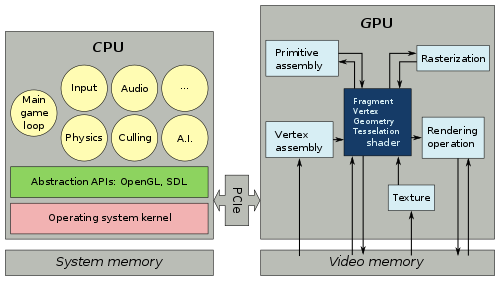 CPU
Input
Audio
...
Main
game
loop
Physics
Culling
A.I.
Abstraction APIs: OpenGL, SDL
Operating system kernel
System memory
PCIe
GPU
Primitive
assembly
Rasterization
Fragment
Vertex
Geometry
Tesselation
shader
Vertex
assembly
Rendering
operation
Texture
Video memory